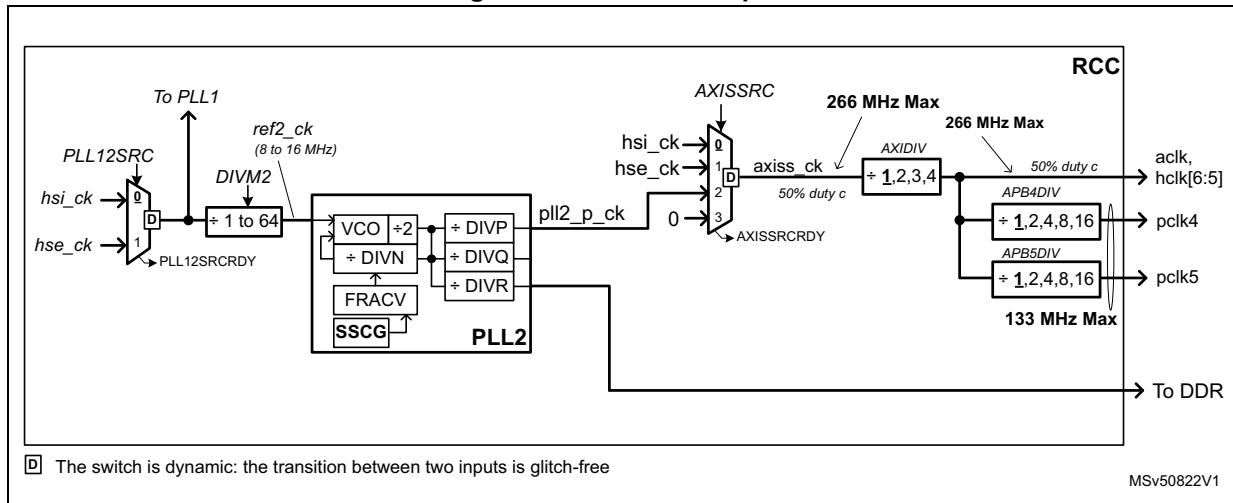 RCC
To PLL1
AXISSRC
266 MHz Max
ref2_ck
(8 to 16 MHz)
266 MHz Max
PLL12SRC
hsi_ck
0
AXIDIV
50% duty c
aclk,
hclk[6:5]
DIVM2
hse_ck
1
D
axiss_ck
÷ 1,2,3,4
hsi_ck
0
D
÷ 1 to 64
pll2_p_ck
2
50% duty c
APB4DIV
VCO
÷2
÷ DIVP
÷ 1,2,4,8,16
pclk4
0
3
AXISSRCRDY
hse_ck
1
PLL12SRCRDY
÷ DIVN
÷ DIVQ
APB5DIV
÷ 1,2,4,8,16
pclk5
FRACV
÷ DIVR
SSCG
PLL2
133 MHz Max
To DDR
D The switch is dynamic: the transition between two inputs is glitch-free
MSv50822V1